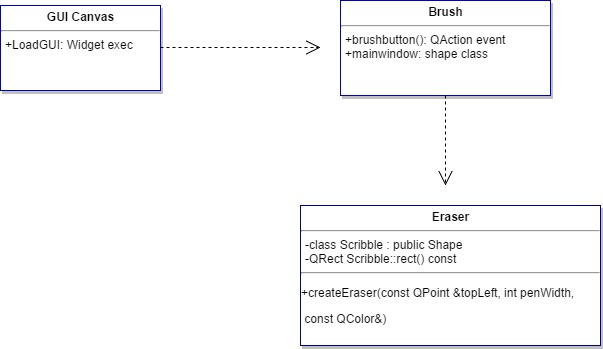 GUI Canvas
+LoadGUI: Widget exec
Brush
+brushbutton(): QAction event
+mainwindow: shape class
Eraser
-class Scribble : public Shape
-QRect Scribble::rect() const
+createEraser(const QPoint &topLeft, int penWidth,
const QColor&)